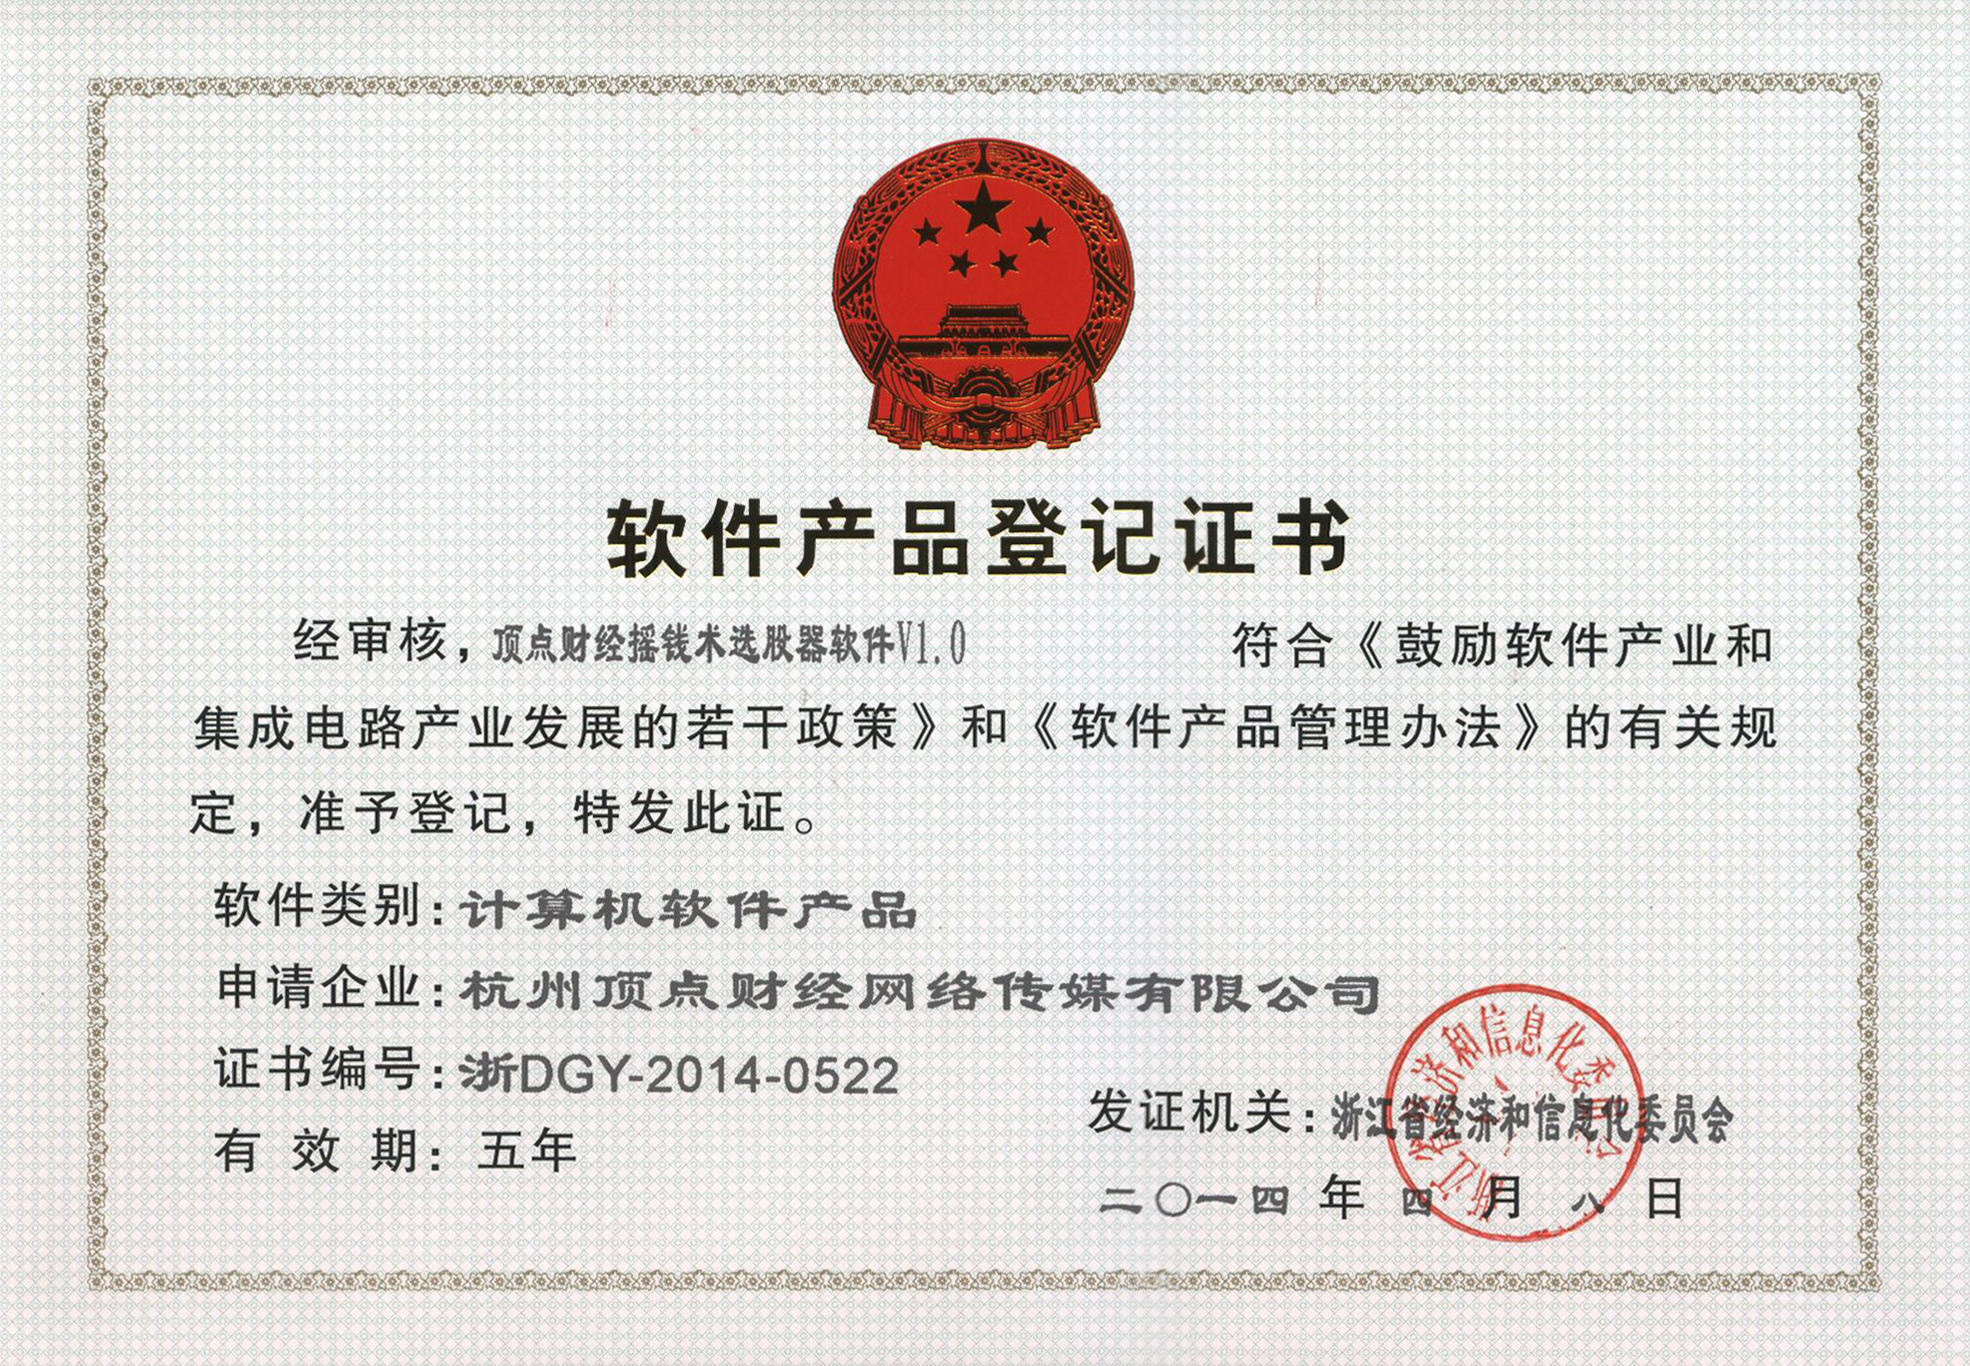 软件产品登记证书
经审核，顶点财经摇钱术选股器软件V1.0 符合《鼓励软件产业和
集成电路产业发展的若干政策》和《软件产品管理办法》的有关规
定，准予登记，特发此证。
软件类别：计算机软件产品
申请企业：杭州顶点财经网络传媒有限公司
证书编号：浙DGY-2014-0522
有效期：五年
发证机关：浙江省经济和信息化委员会
二〇一四年四月八日
浙江省经济和信息化委员会